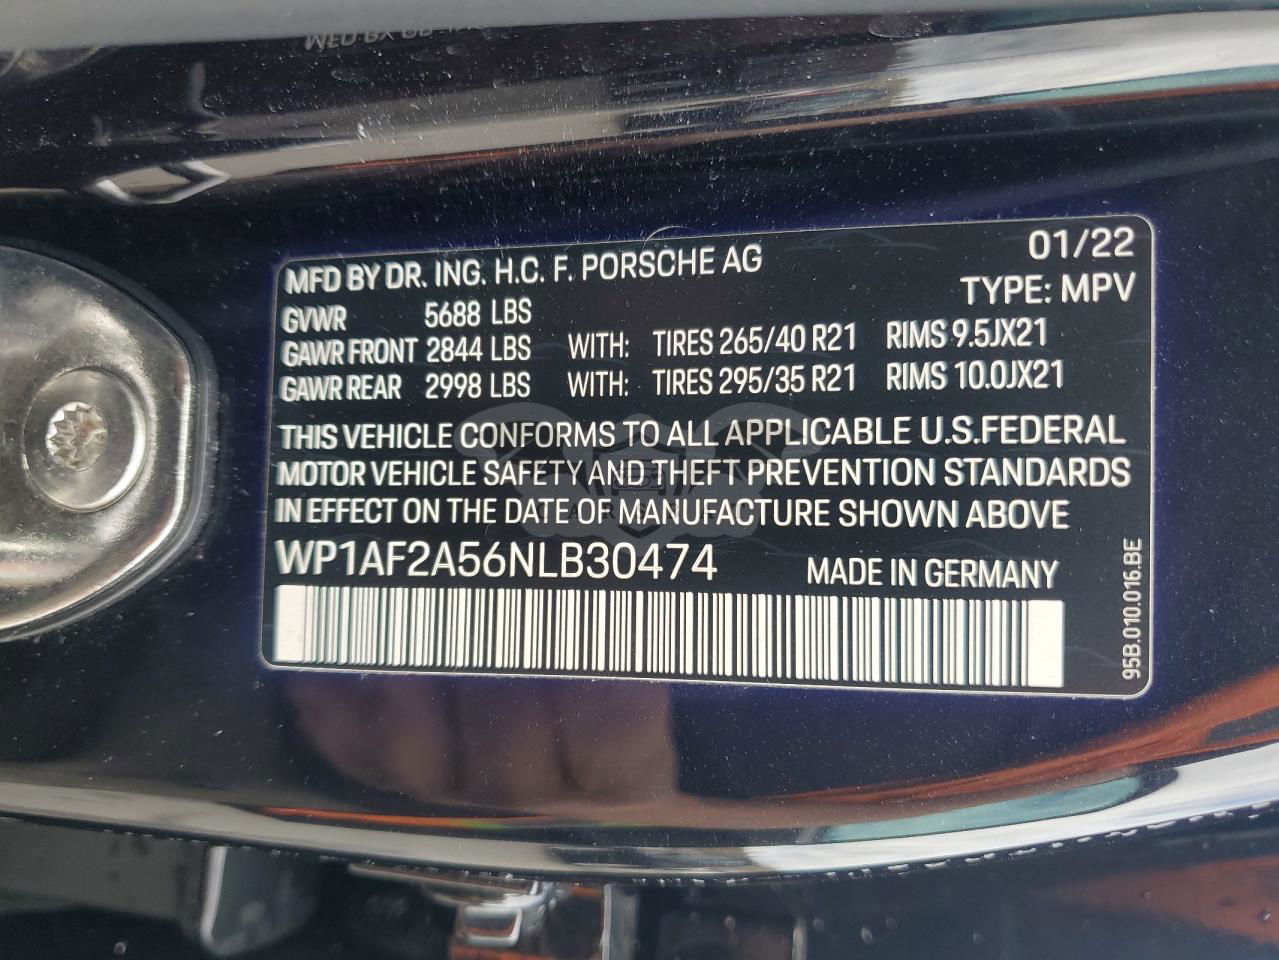 MFD BY DR. ING. H.C. F. PORSCHE AG 01/22
TYPE: MPV
GVWR 5688 LBS
GAWR FRONT 2844 LBS WITH: TIRES 265/40 R21 RIMS 9.5JX21
GAWR REAR 2998 LBS WITH: TIRES 295/35 R21 RIMS 10.0JX21
THIS VEHICLE CONFORMS TO ALL APPLICABLE U.S.FEDERAL
MOTOR VEHICLE SAFETY AND THEFT PREVENTION STANDARDS
IN EFFECT ON THE DATE OF MANUFACTURE SHOWN ABOVE
WP1AF2A56NLB30474 MADE IN GERMANY
95B.010.016.BE